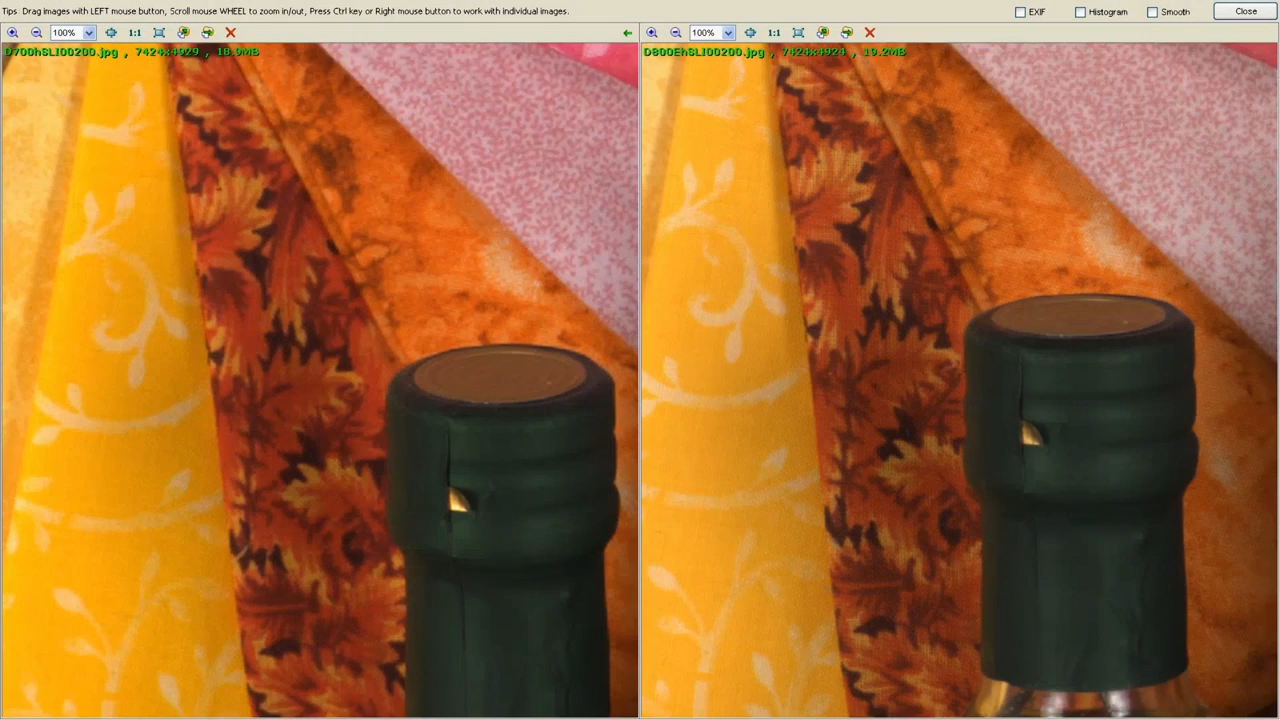 Tips Drag images with LEFT mouse button, Scroll mouse WHEEL to zoom in/out, Press Ctrl key or Right mouse button to work with individual images.
EXIF
Histogram
Smooth
Close
100%
1:1
100%
1:1
D700hSLI00200.jpg , 7424x4929 , 18.9MB
D800EhSLI00200.jpg , 7424x4924 , 19.2MB